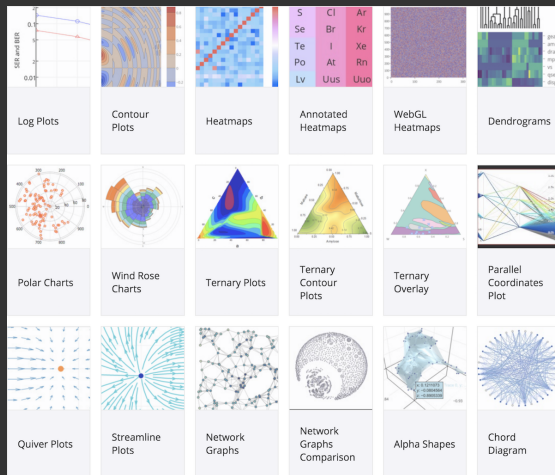 0.1
SER and BER
0.01
S Cl Ar
Se Br Kr
Te I Xe
Po At Rn
Lv Uus Uuo
Log Plots
Contour
Plots
Heatmaps
Annotated
Heatmaps
WebGL
Heatmaps
Dendrograms
Polar Charts
Wind Rose
Charts
Ternary Plots
Ternary
Contour
Plots
Ternary
Overlay
Parallel
Coordinates
Plot
Quiver Plots
Streamline
Plots
Network
Graphs
Network
Graphs
Comparison
Alpha Shapes
Chord
Diagram